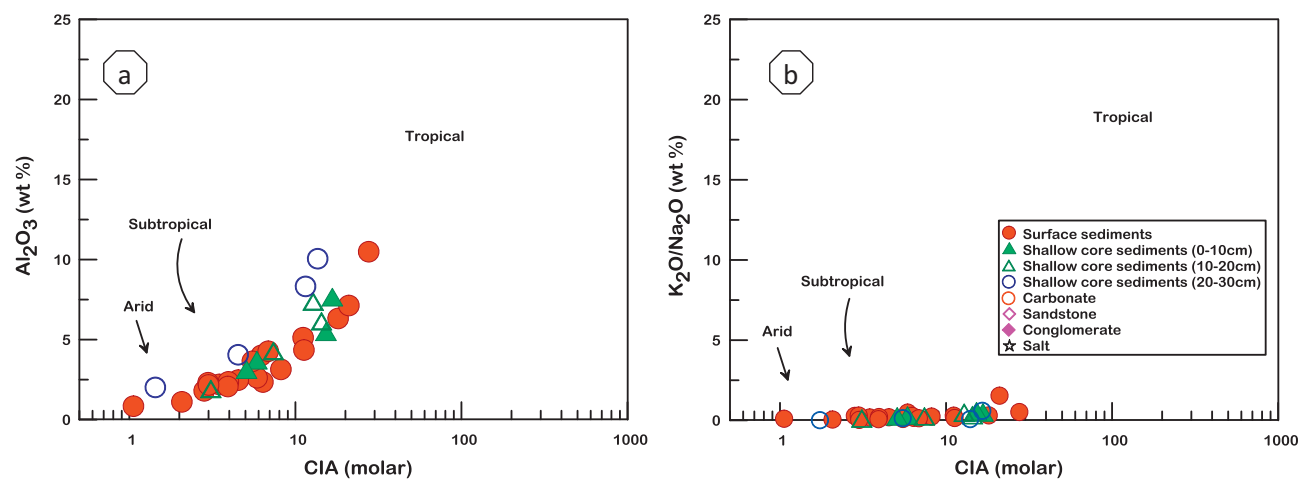 a
25
20
15
10
5
0
Al2O3 (wt %)
Tropical
Subtropical
Arid
1
10
100
1000
CIA (molar)
b
25
20
15
10
5
0
K2O/Na2O (wt %)
Tropical
Subtropical
Arid
Surface sediments
Shallow core sediments (0-10cm)
Shallow core sediments (10-20cm)
Shallow core sediments (20-30cm)
Carbonate
Sandstone
Conglomerate
Salt
1
10
100
1000
CIA (molar)